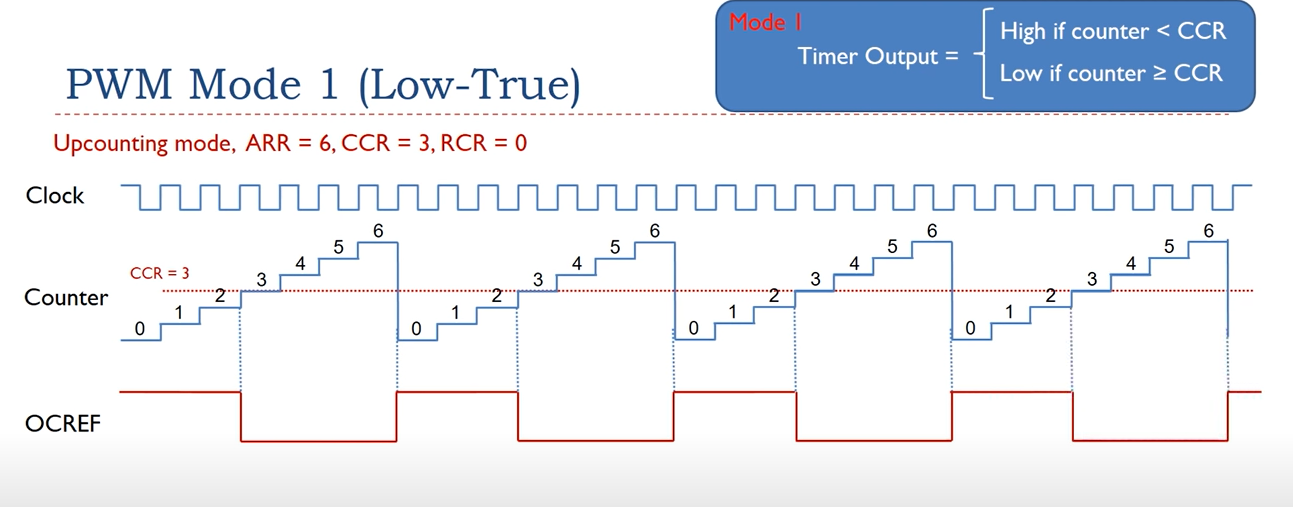 Mode 1
Timer Output =
High if counter < CCR
Low if counter ≥ CCR
PWM Mode 1 (Low-True)
Upcounting mode, ARR = 6, CCR = 3, RCR = 0
Clock
CCR = 3
Counter
0 1 2 3 4 5 6 0 1 2 3 4 5 6 0 1 2 3 4 5 6 0 1 2 3 4 5 6
OCREF